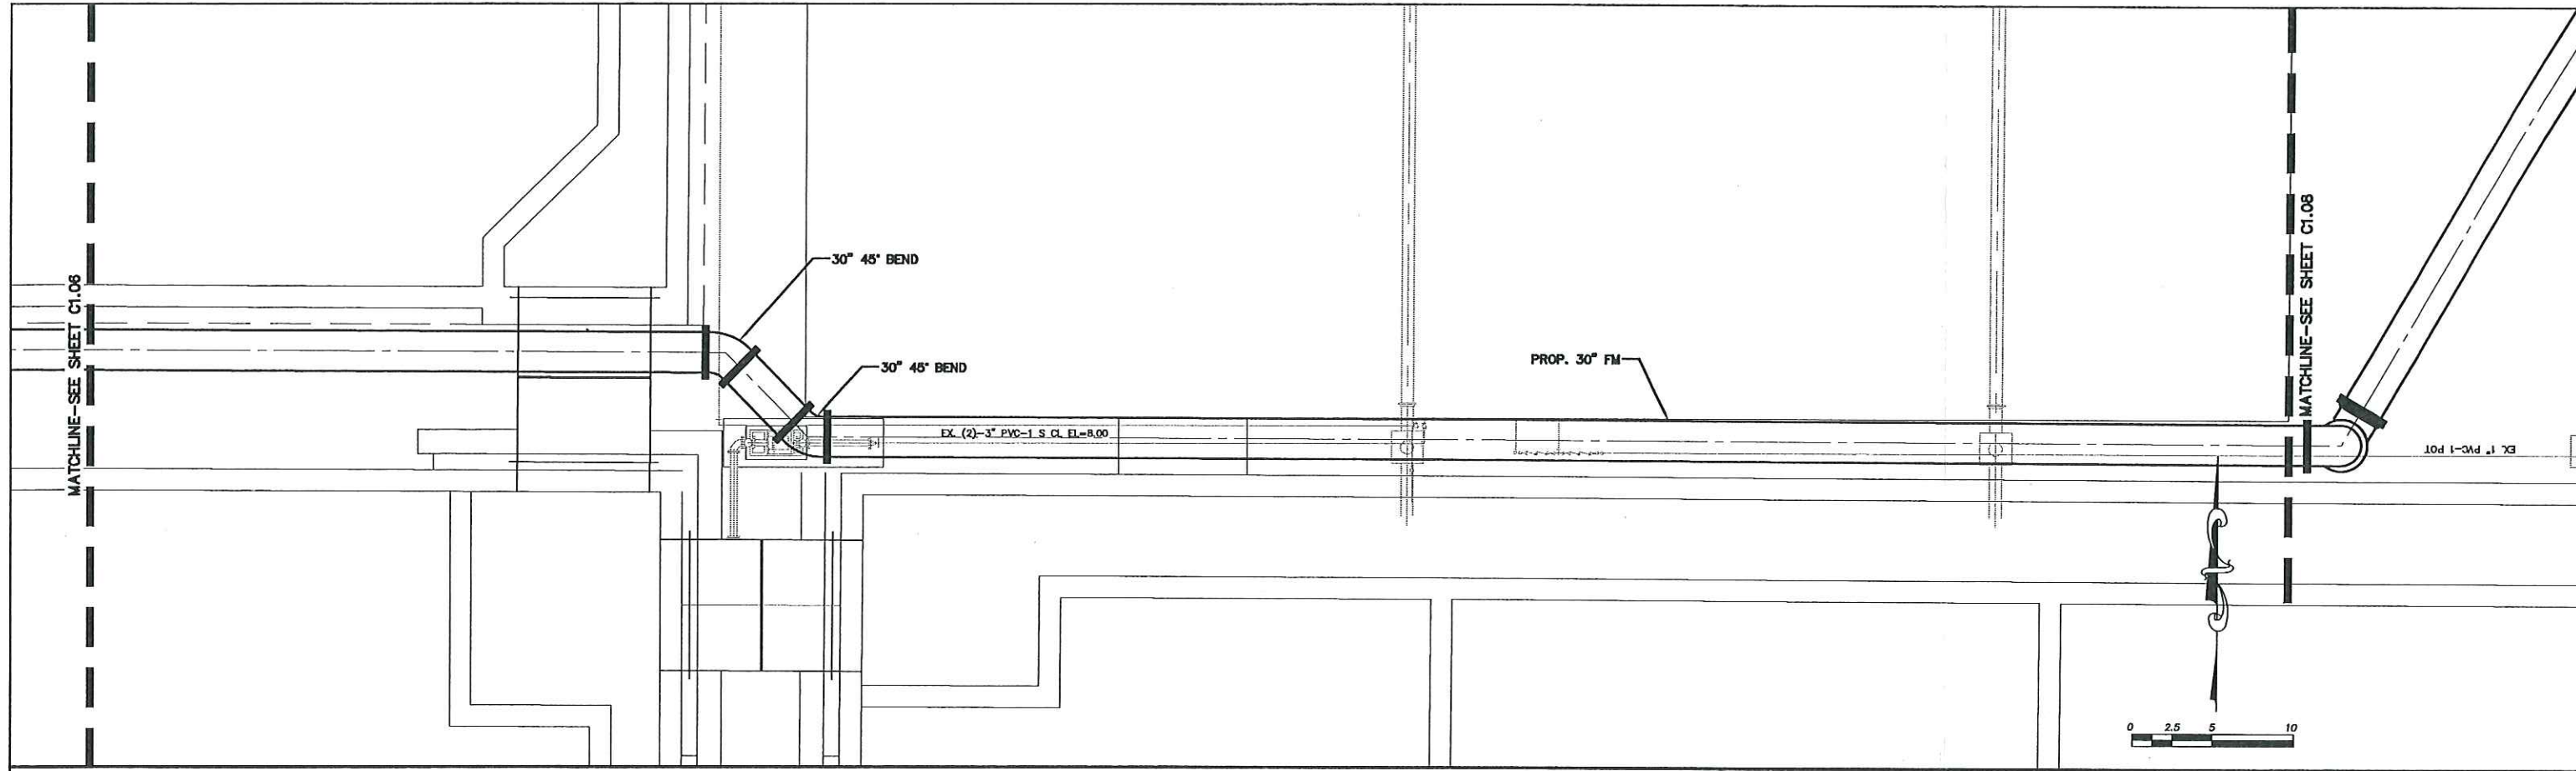 MATCHLINE-SEE SHEET C1.06
30" 45° BEND
30" 45° BEND
EX. (2)-3" PVC-1 S CL EL=8.00
PROP. 30" FM
MATCHLINE-SEE SHEET C1.08
EX. 1" PVC-1 POT
0 2.5 5 10